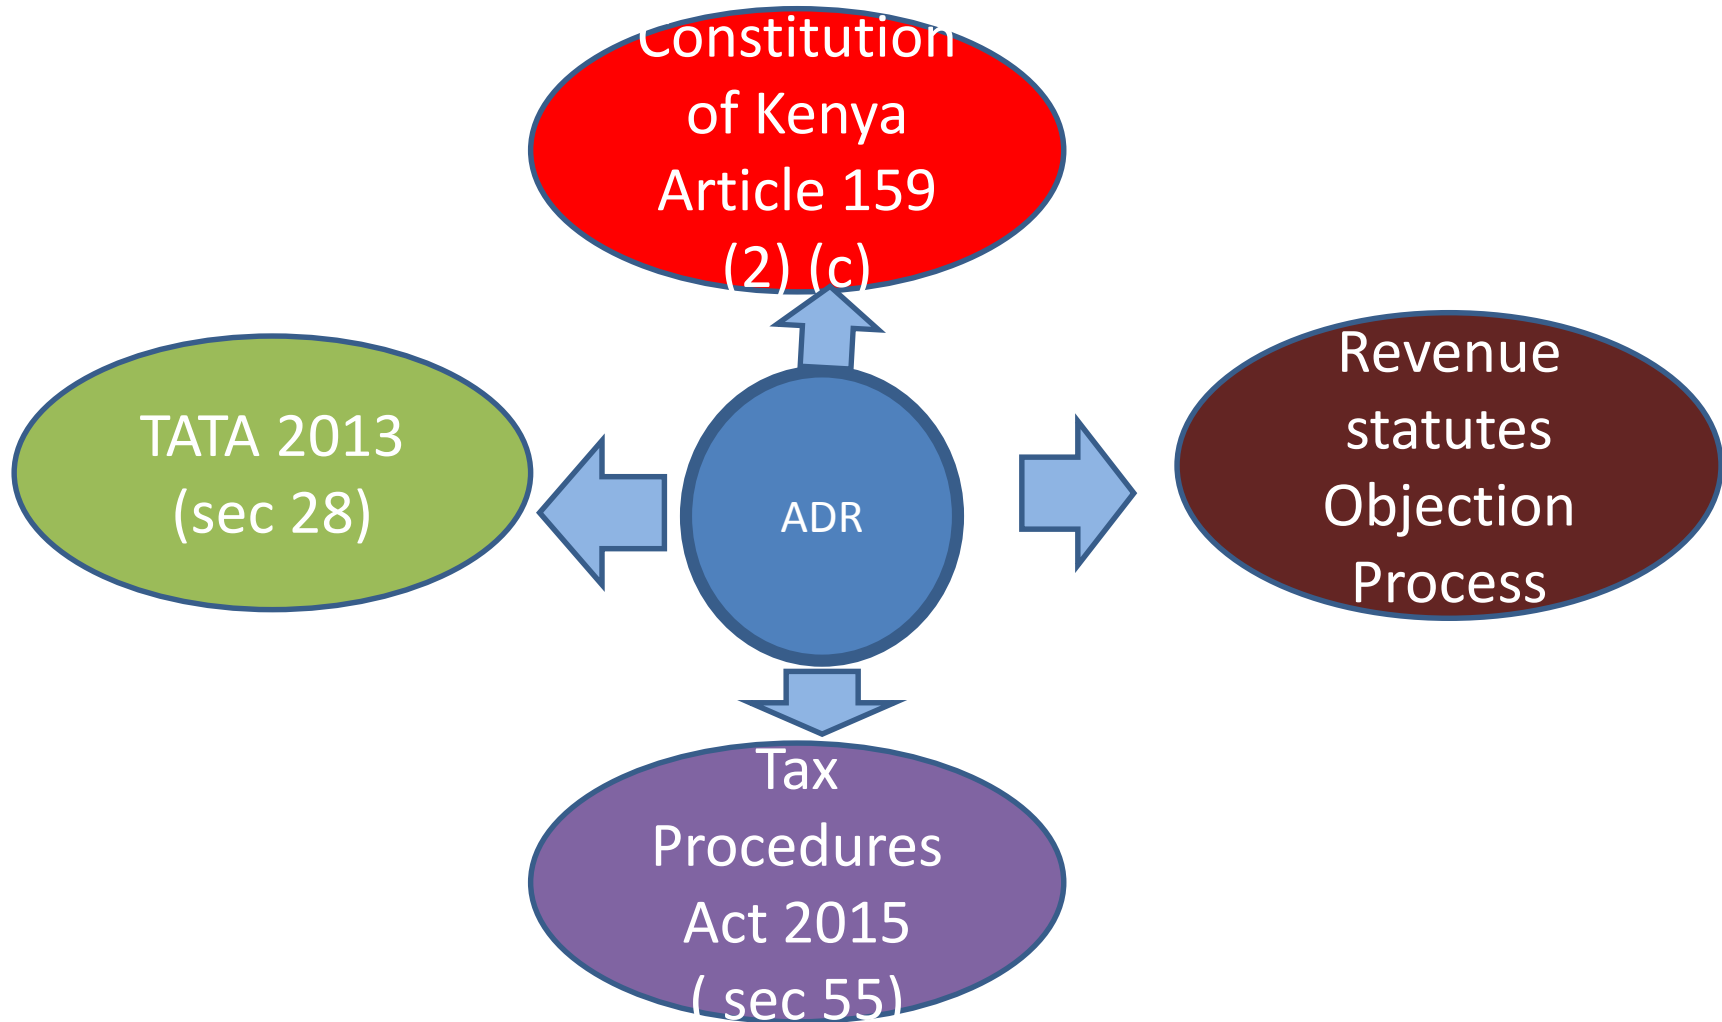 Constitution
of Kenya
Article 159
(2) (c)
TATA 2013
(sec 28)
ADR
Revenue
statutes
Objection
Process
Tax
Procedures
Act 2015
( sec 55)